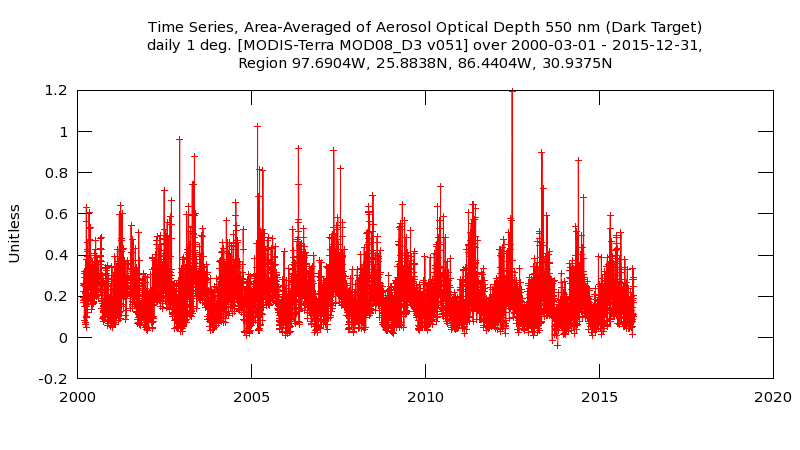 Time Series, Area-Averaged of Aerosol Optical Depth 550 nm (Dark Target)
daily 1 deg. [MODIS-Terra MOD08_D3 v051] over 2000-03-01 - 2015-12-31,
Region 97.6904W, 25.8838N, 86.4404W, 30.9375N
1.2
1
0.8
0.6
0.4
0.2
0
-0.2
Unitless
2000 2005 2010 2015 2020